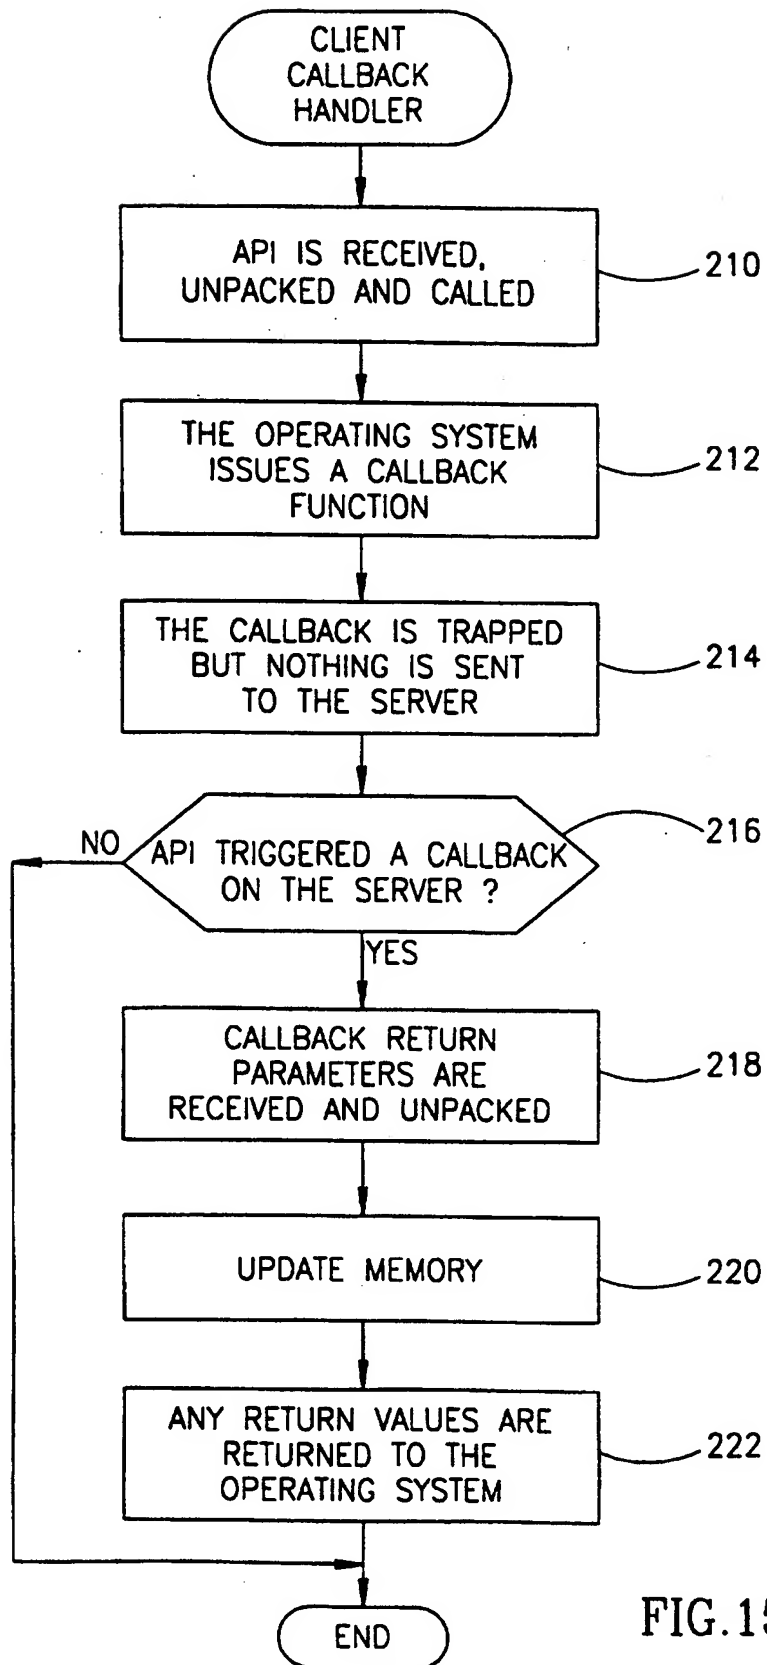 CLIENT
CALLBACK
HANDLER
API IS RECEIVED,
UNPACKED AND CALLED
210
THE OPERATING SYSTEM
ISSUES A CALLBACK
FUNCTION
212
THE CALLBACK IS TRAPPED
BUT NOTHING IS SENT
TO THE SERVER
214
216
NO
API TRIGGERED A CALLBACK
ON THE SERVER ?
YES
CALLBACK RETURN
PARAMETERS ARE
RECEIVED AND UNPACKED
218
UPDATE MEMORY
220
ANY RETURN VALUES ARE
RETURNED TO THE
OPERATING SYSTEM
222
END
FIG.15